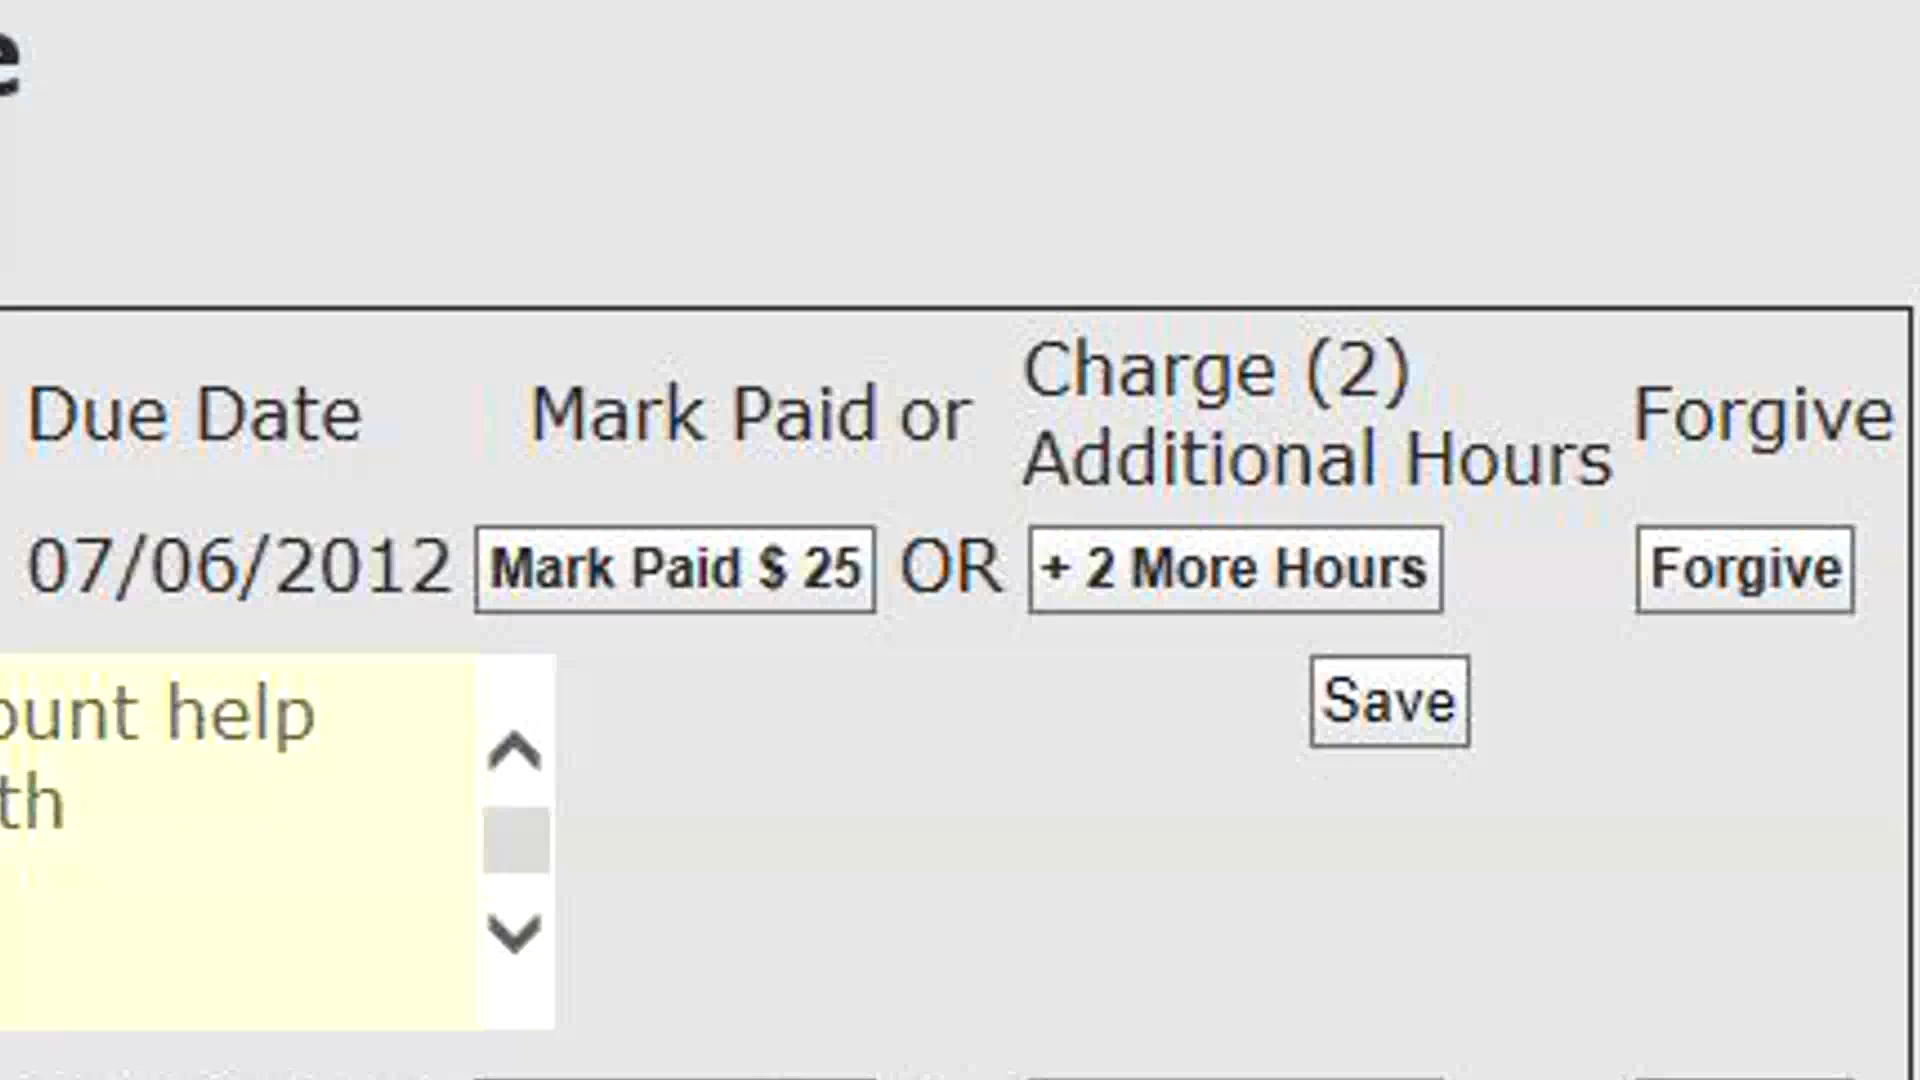 Due Date Mark Paid or Charge (2) Additional Hours Forgive
07/06/2012 Mark Paid $ 25 OR + 2 More Hours Forgive
help
Save